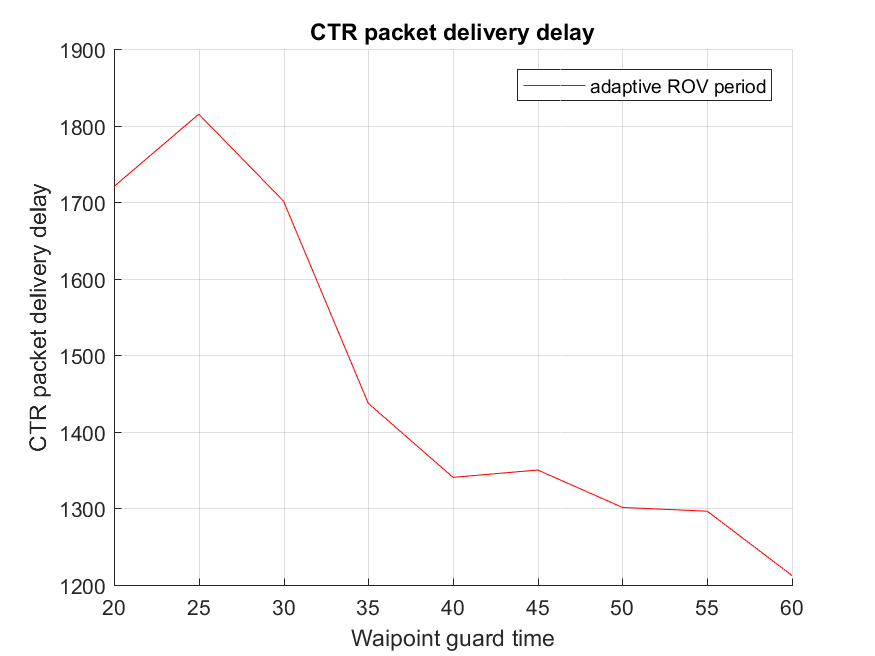 CTR packet delivery delay
adaptive ROV period
CTR packet delivery delay
1900
1800
1700
1600
1500
1400
1300
1200
20 25 30 35 40 45 50 55 60
Waipoint guard time